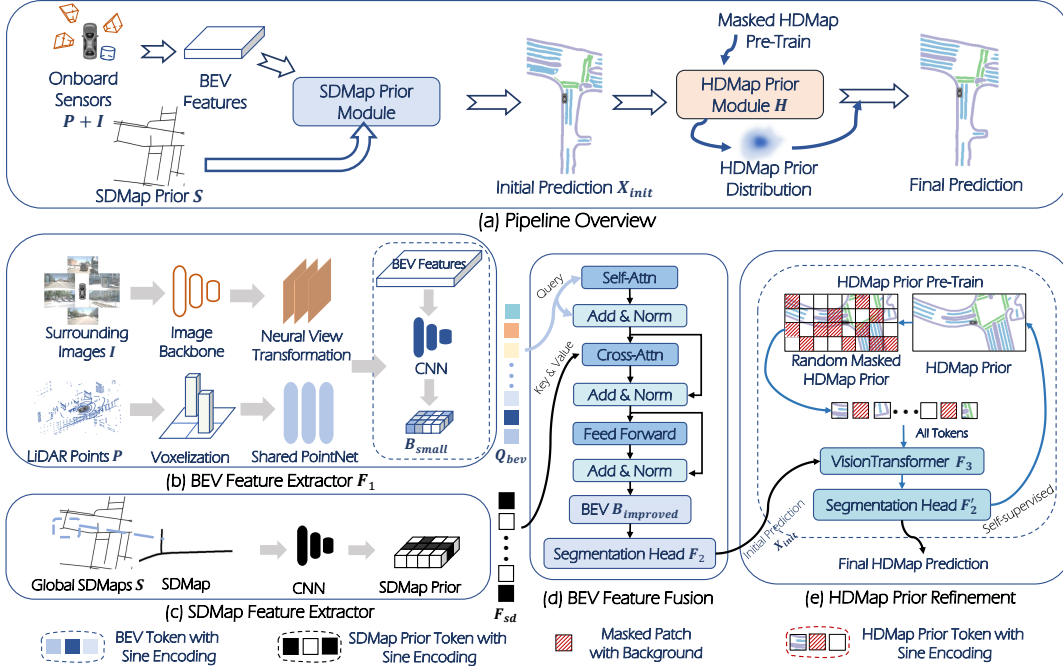 Onboard
Sensors
P + I
BEV
Features
SDMap Prior
Module
SDMap Prior S
Initial Prediction X_init
Masked HDMap
Pre-Train
HDMap Prior
Module H
HDMap Prior
Distribution
Final Prediction
(a) Pipeline Overview
Surrounding
Images I
Image
Backbone
Neural View
Transformation
BEV Features
CNN
B_small
LiDAR Points P
Voxelization
Shared PointNet
Q_bev
(b) BEV Feature Extractor F_1
Global SDMaps S
SDMap
CNN
SDMap Prior
F_sd
(c) SDMap Feature Extractor
Query
Key & Value
Self-Attn
Add & Norm
Cross-Attn
Add & Norm
Feed Forward
Add & Norm
BEV B_improved
Segmentation Head F_2
(d) BEV Feature Fusion
Initial Prediction
X_init
HDMap Prior Pre-Train
Random Masked
HDMap Prior
HDMap Prior
All Tokens
VisionTransformer F_3
Segmentation Head F'_2
Self-supervised
Final HDMap Prediction
(e) HDMap Prior Refinement
BEV Token with
Sine Encoding
SDMap Prior Token with
Sine Encoding
Masked Patch
with Background
HDMap Prior Token with
Sine Encoding